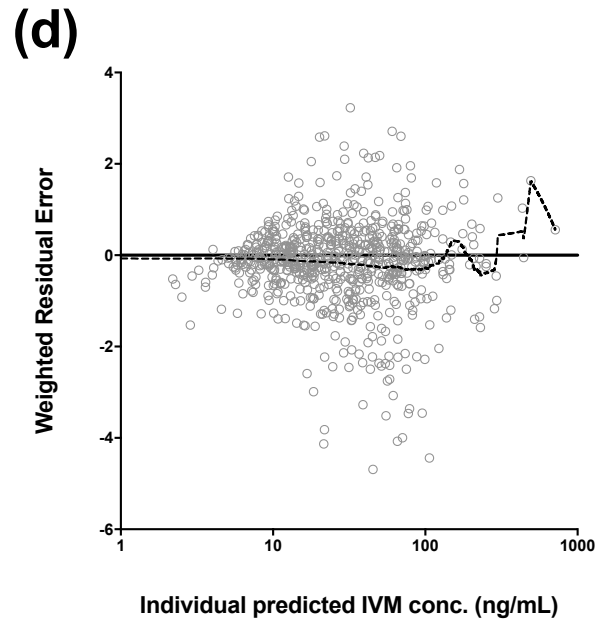 (d)
4
2
0
-2
-4
-6
Weighted Residual Error
1 10 100 1000
Individual predicted IVM conc. (ng/mL)